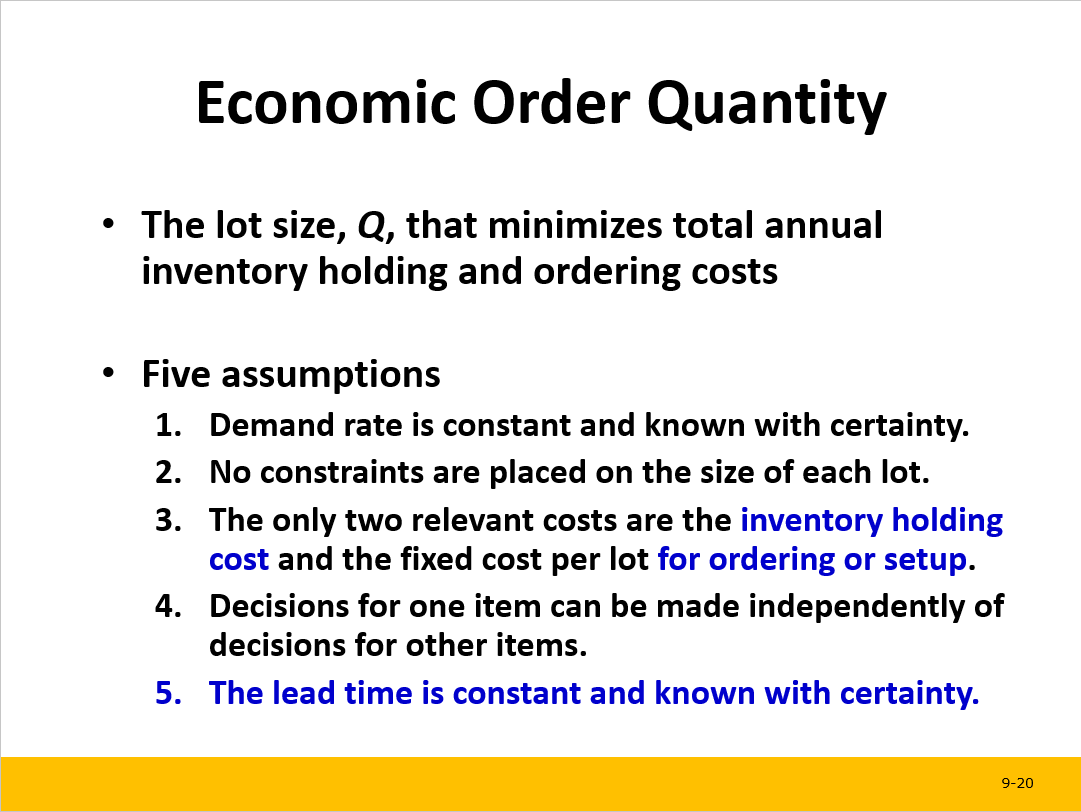 Economic Order Quantity
• The lot size, Q, that minimizes total annual
inventory holding and ordering costs
• Five assumptions
1. Demand rate is constant and known with certainty.
2. No constraints are placed on the size of each lot.
3. The only two relevant costs are the inventory holding
cost and the fixed cost per lot for ordering or setup.
4. Decisions for one item can be made independently of
decisions for other items.
5. The lead time is constant and known with certainty.
9-20